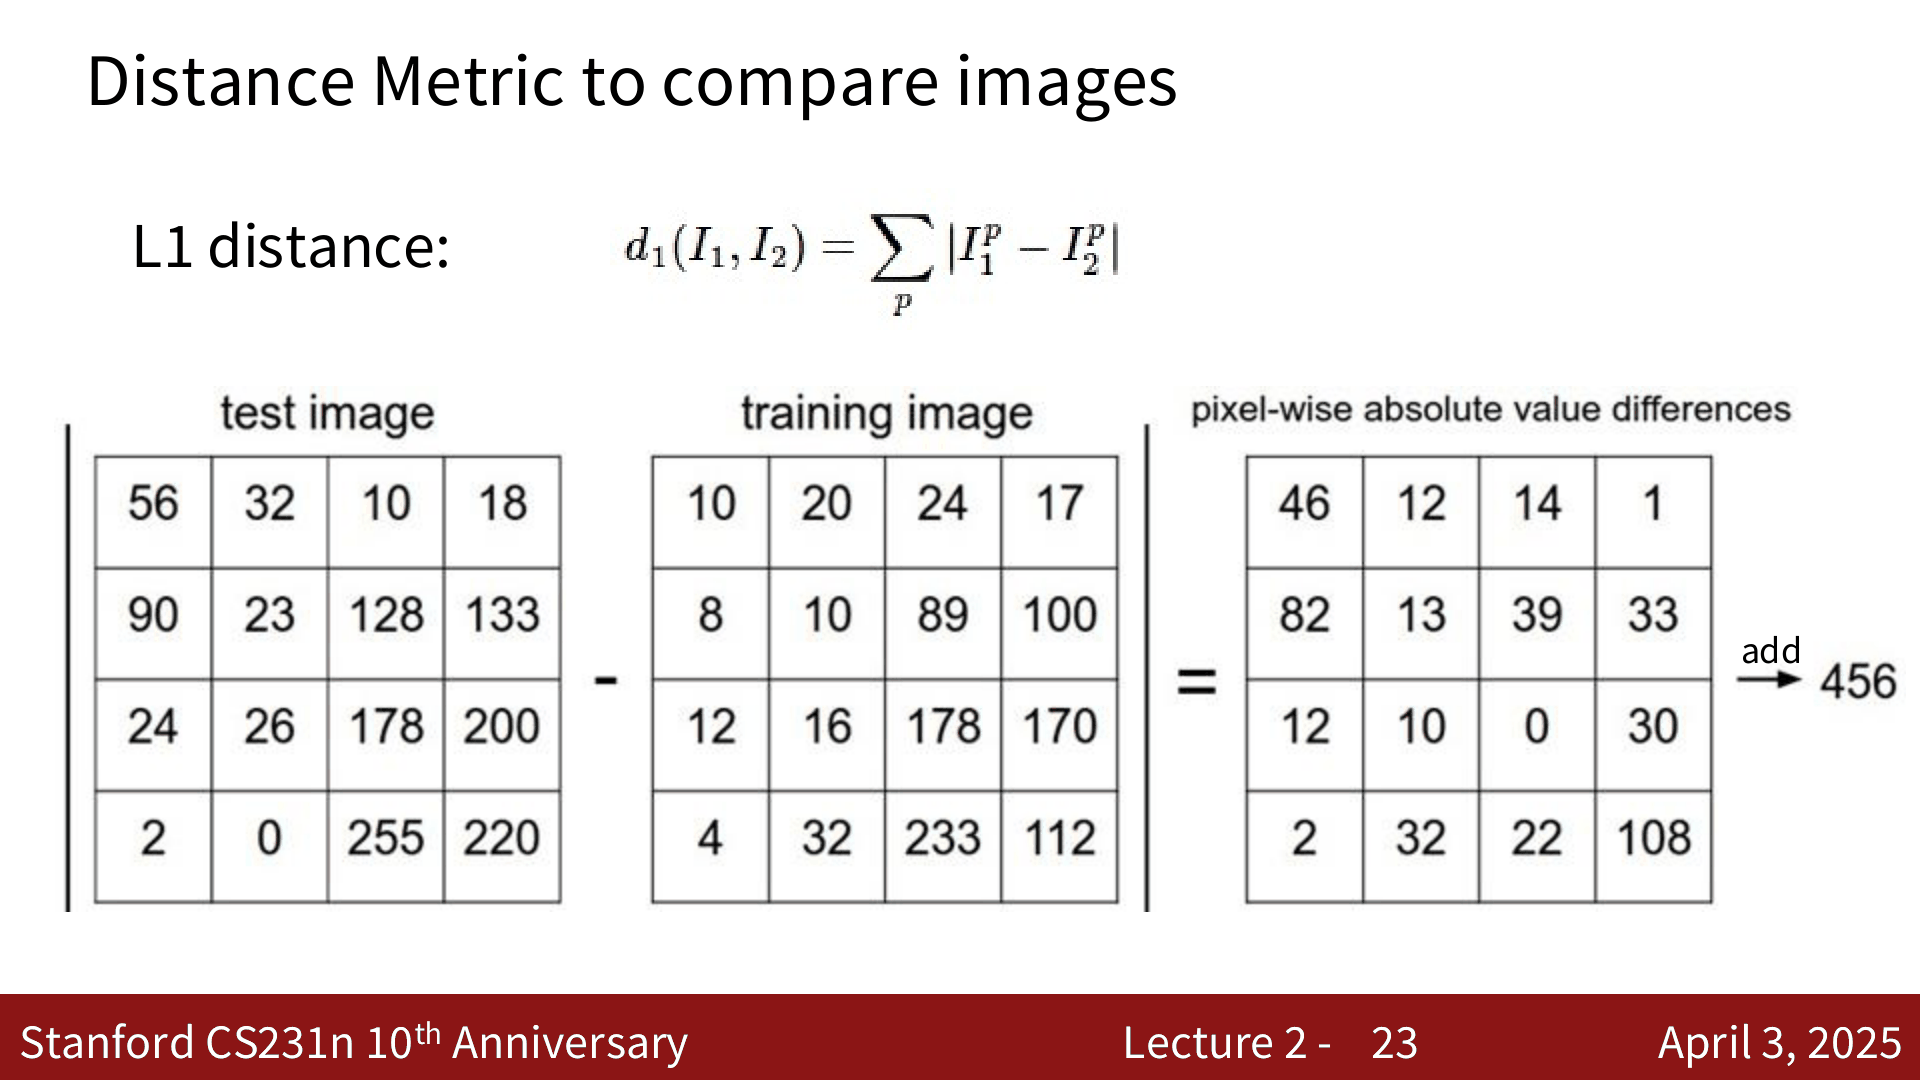 Distance Metric to compare images
L1 distance: d₁(I₁, I₂) = ∑ₚ |I₁ᵖ − I₂ᵖ|
test image training image pixel-wise absolute value differences
56 32 10 18 10 20 24 17 46 12 14 1
90 23 128 133 8 10 89 100 82 13 39 33
- = add → 456
24 26 178 200 12 16 178 170 12 10 0 30
2 0 255 220 4 32 233 112 2 32 22 108
Stanford CS231n 10th Anniversary Lecture 2 - 23 April 3, 2025